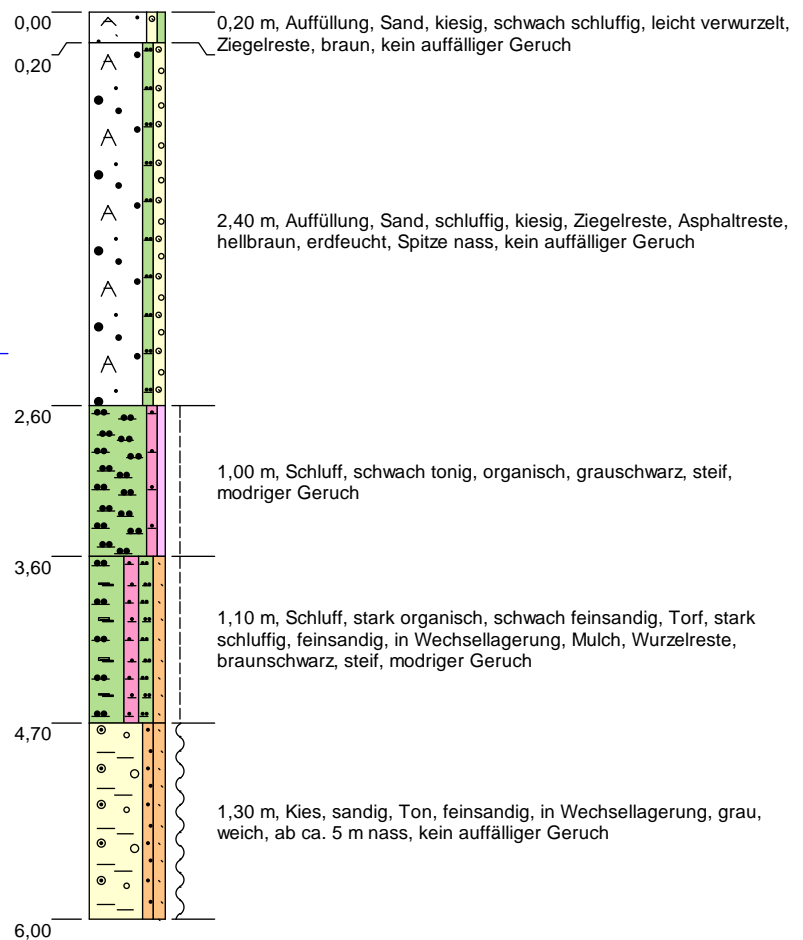 0,00
0,20 m, Auffüllung, Sand, kiesig, schwach schluffig, leicht verwurzelt,
Ziegelreste, braun, kein auffälliger Geruch
0,20
2,40 m, Auffüllung, Sand, schluffig, kiesig, Ziegelreste, Asphaltreste,
hellbraun, erdfeucht, Spitze nass, kein auffälliger Geruch
2,60
1,00 m, Schluff, schwach tonig, organisch, grauschwarz, steif,
modriger Geruch
3,60
1,10 m, Schluff, stark organisch, schwach feinsandig, Torf, stark
schluffig, feinsandig, in Wechsellagerung, Mulch, Wurzelreste,
braunschwarz, steif, modriger Geruch
4,70
1,30 m, Kies, sandig, Ton, feinsandig, in Wechsellagerung, grau,
weich, ab ca. 5 m nass, kein auffälliger Geruch
6,00
A
A
A
A
A
A